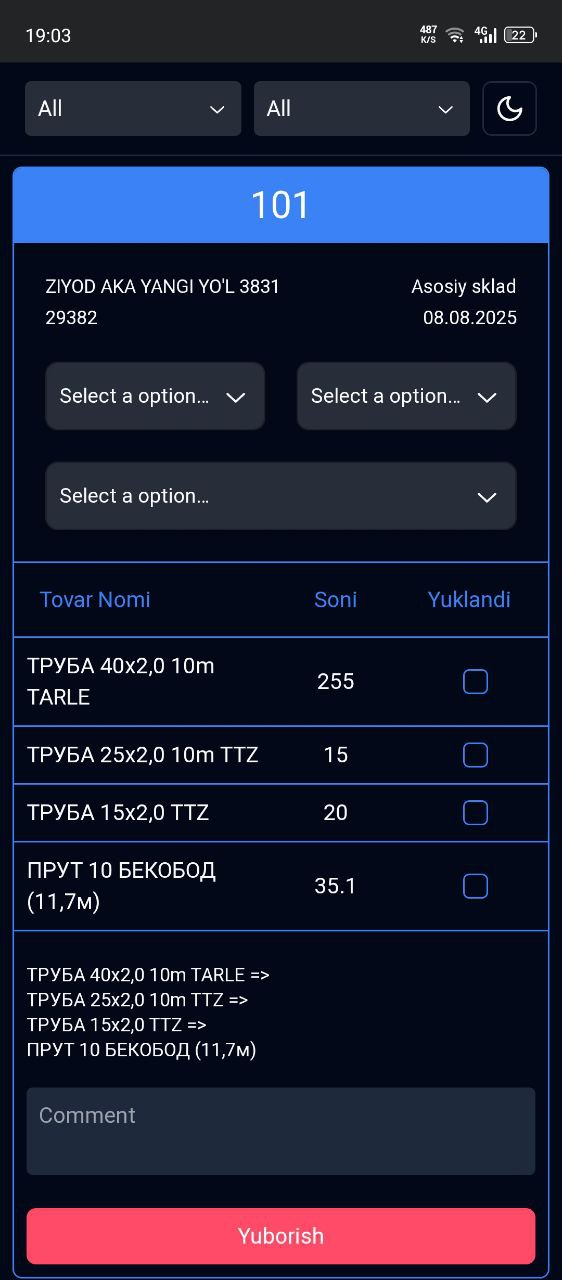 19:03
487
K/S
4G
22
All
All
101
ZIYOD AKA YANGI YO'L 3831
29382
Asosiy sklad
08.08.2025
Select a option...
Select a option...
Select a option...
Tovar Nomi Soni Yuklandi
ТРУБА 40x2,0 10m
TARLE
255
ТРУБА 25x2,0 10m TTZ 15
ТРУБА 15x2,0 TTZ 20
ПРУТ 10 БЕКОБОД
(11,7м)
35.1
ТРУБА 40x2,0 10m TARLE =>
ТРУБА 25x2,0 10m TTZ =>
ТРУБА 15x2,0 TTZ =>
ПРУТ 10 БЕКОБОД (11,7м)
Comment
Yuborish